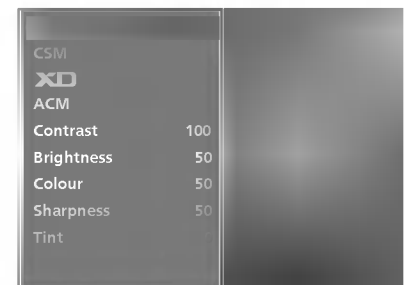 CSM
XD
ACM
Contrast 100
Brightness 50
Colour 50
Sharpness 50
Tint